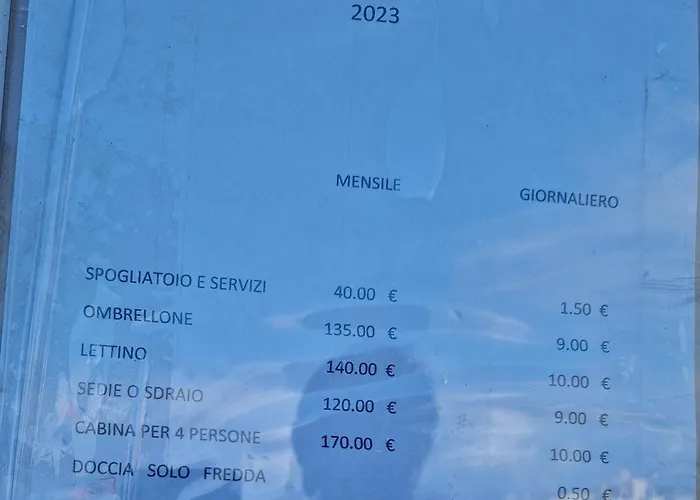 2023
MENSILE GIORNALIERO
SPOGLIATOIO E SERVIZI 40.00 € 1.50 €
OMBRELLONE 135.00 € 9.00 €
LETTINO 140.00 € 10.00 €
SEDIE O SDRAIO 120.00 € 9.00 €
CABINA PER 4 PERSONE 170.00 € 10.00 €
DOCCIA SOLO FREDDA 0.50 €